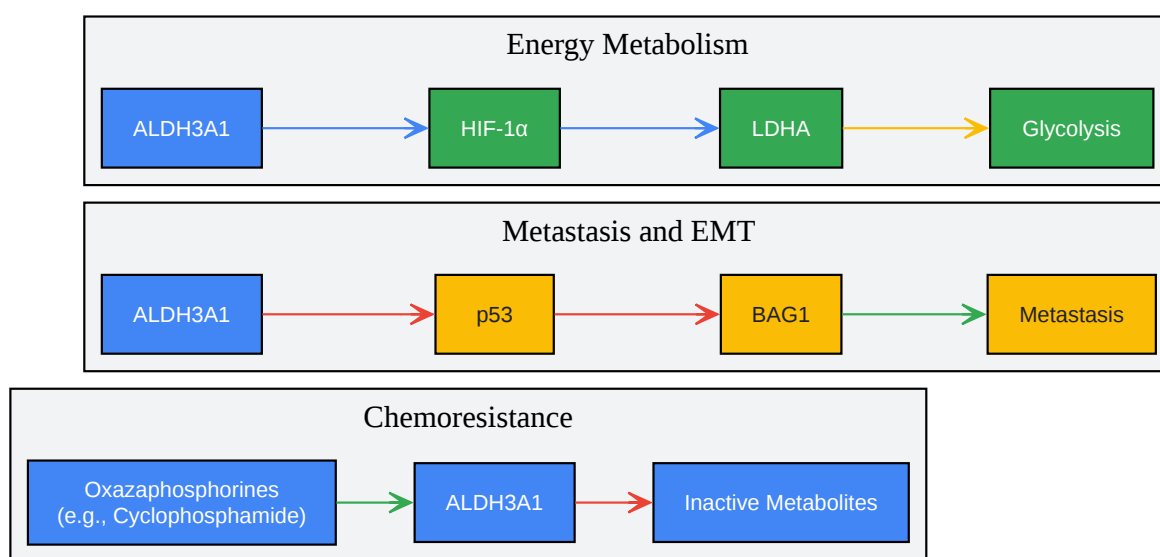 Energy Metabolism
ALDH3A1
HIF-1α
LDHA
Glycolysis
Metastasis and EMT
ALDH3A1
p53
BAG1
Metastasis
Chemoresistance
Oxazaphosphorines
(e.g., Cyclophosphamide)
ALDH3A1
Inactive Metabolites